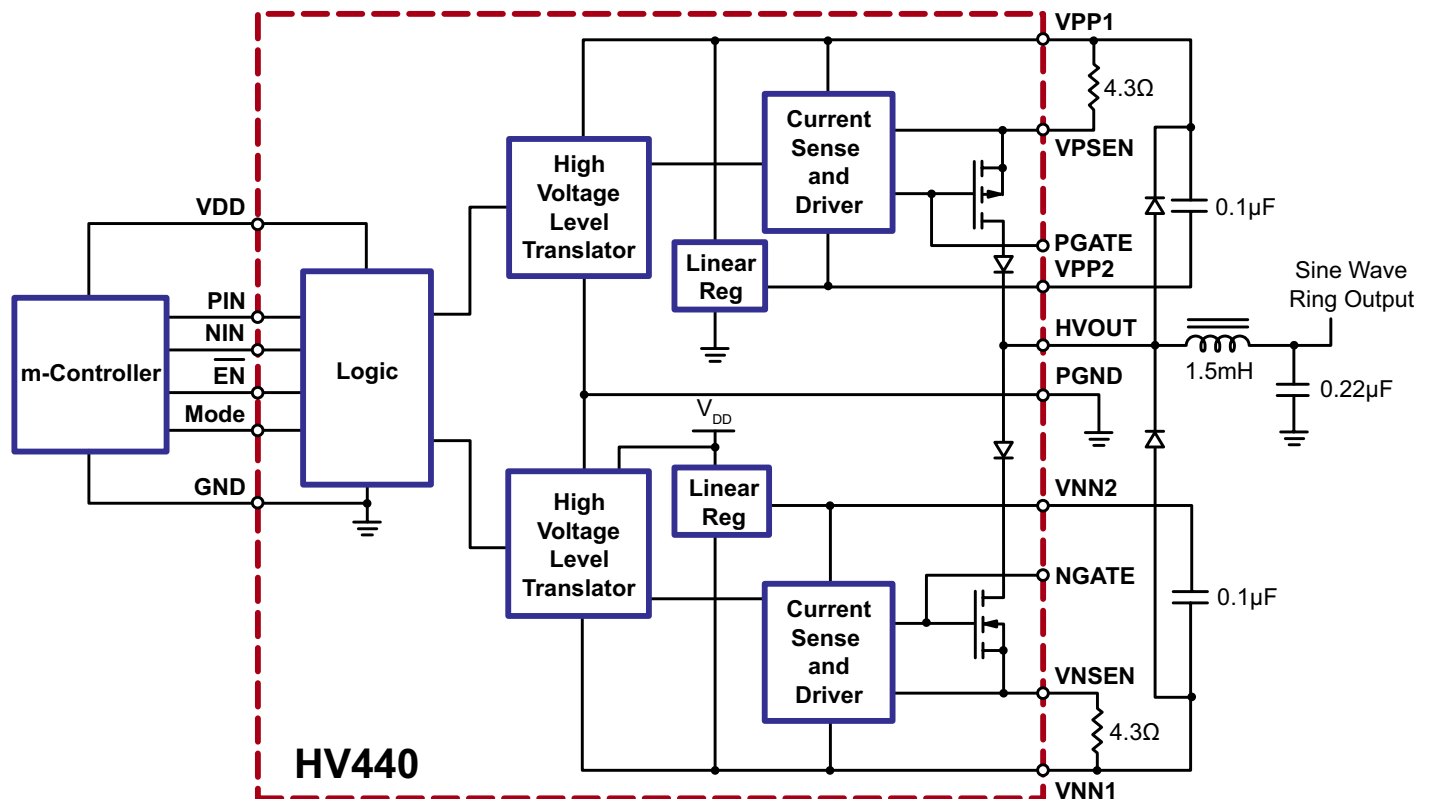 VPP1
4.3Ω
Current
Sense
and
Driver
VPSEN
High
Voltage
Level
Translator
VDD
0.1µF
PGATE
Linear
Reg
VPP2
Sine Wave
Ring Output
PIN
NIN
HVOUT
m-Controller
EN
Logic
1.5mH
PGND
0.22µF
Mode
VDD
GND
High
Voltage
Level
Translator
Linear
Reg
VNN2
NGATE
0.1µF
Current
Sense
and
Driver
VNSEN
4.3Ω
HV440
VNN1